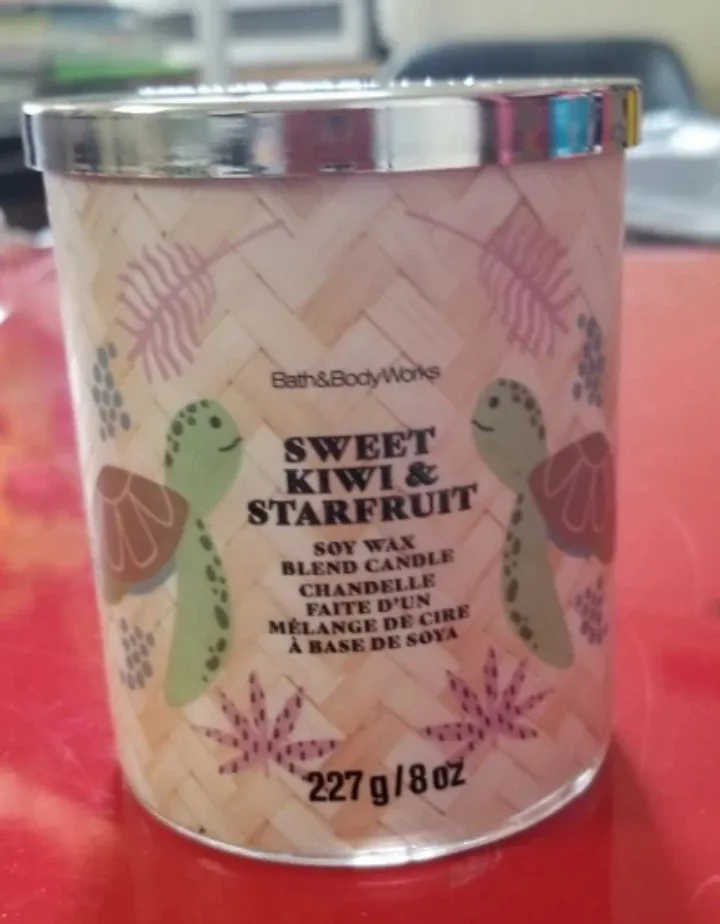 Bath&BodyWorks
SWEET
KIWI &
STARFRUIT
SOY WAX
BLEND CANDLE
CHANDELLE
FAITE D'UN
MÉLANGE DE CIRE
À BASE DE SOYA
227 g / 8 oz